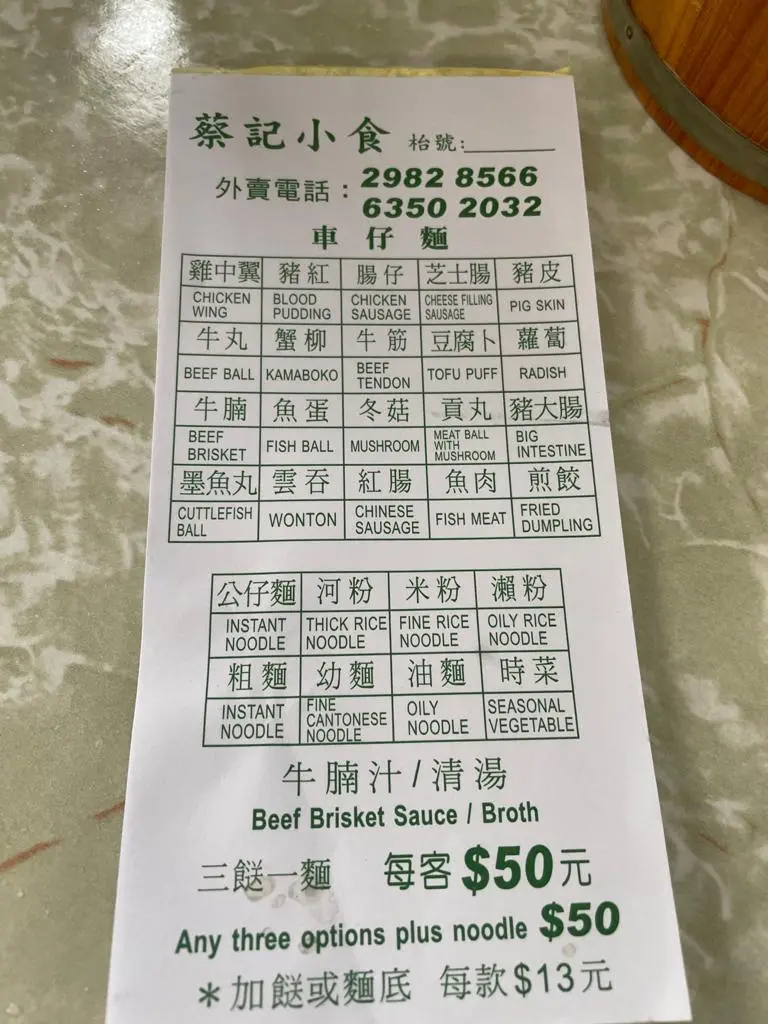 蔡記小食 枱號:
外賣電話：2982 8566
6350 2032
車仔麵
雞中翼 豬紅 腸仔 芝士腸 豬皮
CHICKEN WING BLOOD PUDDING CHICKEN SAUSAGE CHEESE FILLING SAUSAGE PIG SKIN
牛丸 蟹柳 牛筋 豆腐卜 蘿蔔
BEEF BALL KAMABOKO BEEF TENDON TOFU PUFF RADISH
牛腩 魚蛋 冬菇 貢丸 豬大腸
BEEF BRISKET FISH BALL MUSHROOM MEAT BALL WITH MUSHROOM BIG INTESTINE
墨魚丸 雲吞 紅腸 魚肉 煎餃
CUTTLEFISH BALL WONTON CHINESE SAUSAGE FISH MEAT FRIED DUMPLING
公仔麵 河粉 米粉 瀨粉
INSTANT NOODLE THICK RICE NOODLE FINE RICE NOODLE OILY RICE NOODLE
粗麵 幼麵 油麵 時菜
INSTANT NOODLE FINE CANTONESE NOODLE OILY NOODLE SEASONAL VEGETABLE
牛腩汁/清湯
Beef Brisket Sauce / Broth
三餸一麵 每客$50元
Any three options plus noodle $50
*加餸或麵底 每款$13元